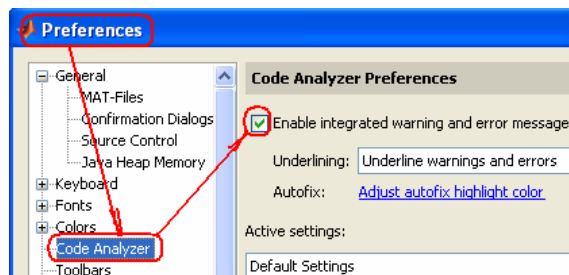 Preferences
General
MAT-Files
Confirmation Dialogs
Source Control
Java Heap Memory
Keyboard
Fonts
Colors
Code Analyzer
Toolbars
Code Analyzer Preferences
Enable integrated warning and error message
Underlining: Underline warnings and errors
Autofix: Adjust autofix highlight color
Active settings:
Default Settings